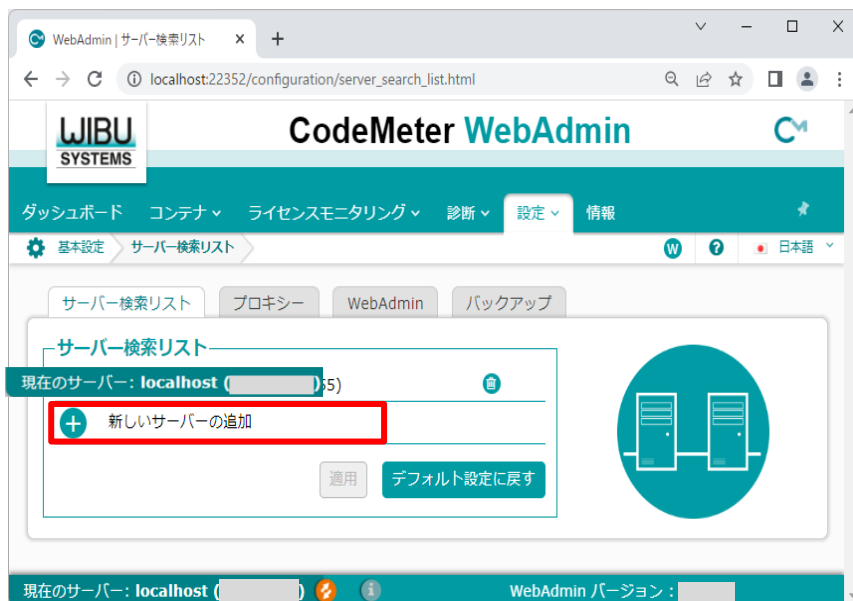 WebAdmin | サーバー検索リスト
localhost:22352/configuration/server_search_list.html
WIBU
SYSTEMS
CodeMeter WebAdmin
ダッシュボード コンテナ ライセンスモニタリング 診断 設定 情報
基本設定 サーバー検索リスト W ? 日本語
サーバー検索リスト プロキシー WebAdmin バックアップ
サーバー検索リスト
現在のサーバー: localhost ( ) 55)
新しいサーバーの追加
適用 デフォルト設定に戻す
現在のサーバー: localhost ( ) WebAdmin バージョン :